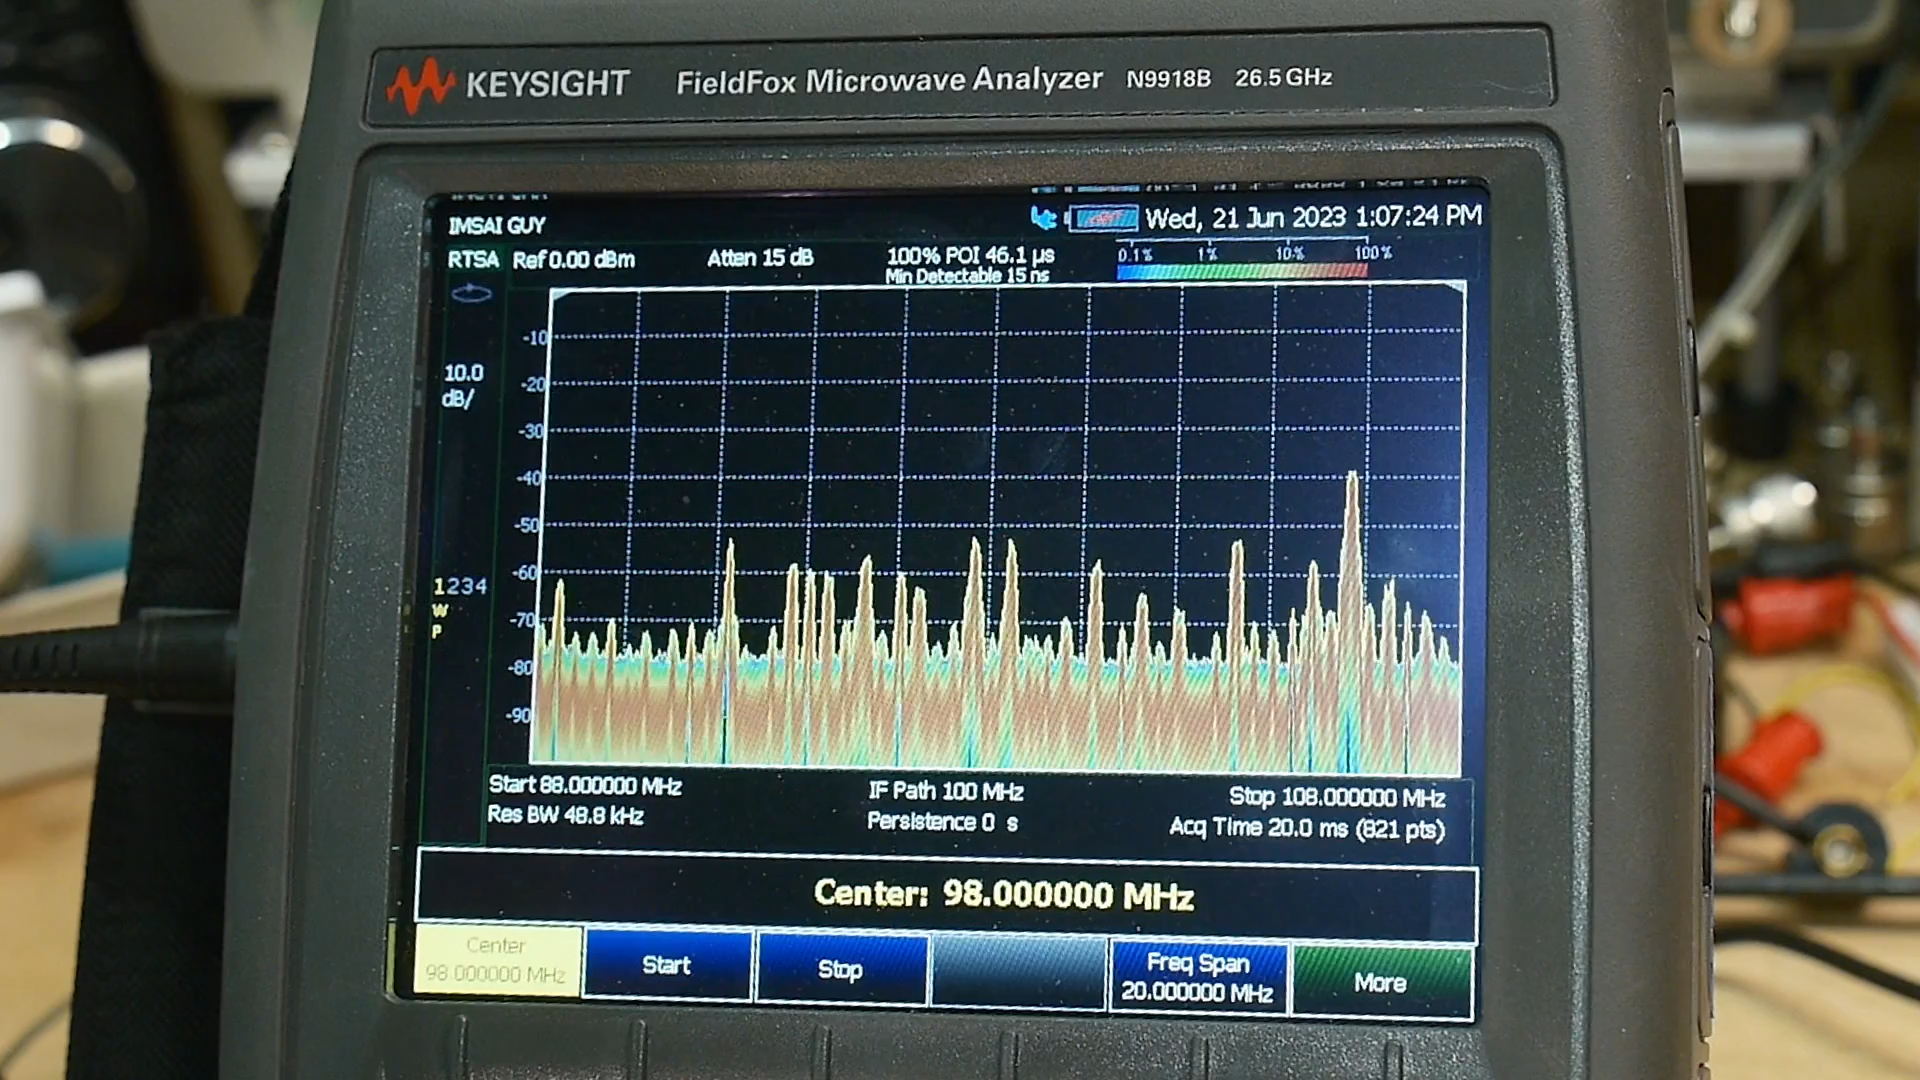 KEYSIGHT FieldFox Microwave Analyzer N9918B 26.5 GHz
IMSAI GUY
Wed, 21 Jun 2023 1:07:24 PM
RTSA Ref 0.00 dBm Atten 15 dB 100% POI 46.1 µs
Min Detectable 15 ns
0.1% 1% 10% 100%
10.0
dB/
-10
-20
-30
-40
-50
-60
-70
-80
-90
1234
W
P
Start 88.000000 MHz IF Path 100 MHz Stop 108.000000 MHz
Res BW 48.8 kHz Persistence 0 s Acq Time 20.0 ms (821 pts)
Center: 98.000000 MHz
Center
98.000000 MHz
Start
Stop
Freq Span
20.000000 MHz
More